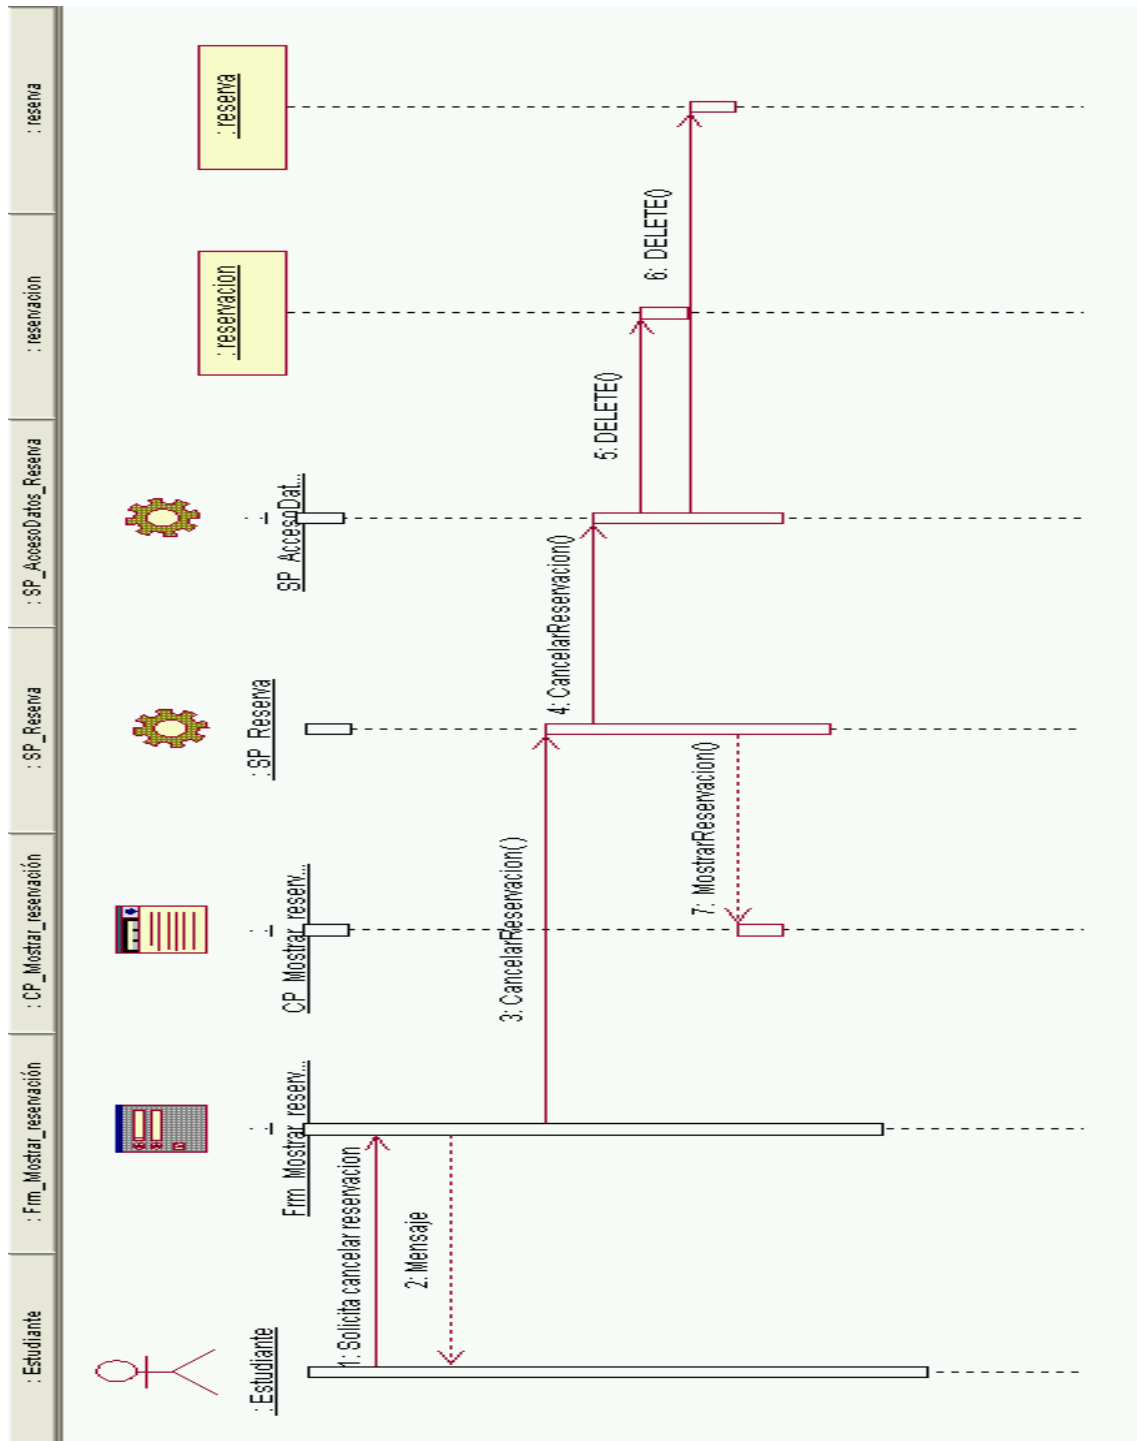 : Estudiante
: Frm_Mostrar_reservación
: CP_Mostrar_reservación
: SP_Reserva
: SP_AccesoDatos_Reserva
: reservacion
: reserva
: Estudiante
:
Frm_Mostrar_reserv...
:
CP_Mostrar_reserv...
: SP_Reserva
:
SP_AccesoDat...
: reservacion
: reserva
1: Solicita cancelar reservacion
2: Mensaje
3: CancelarReservacion( )
4: CancelarReservacion()
5: DELETE()
6: DELETE()
7: MostrarReservacion()